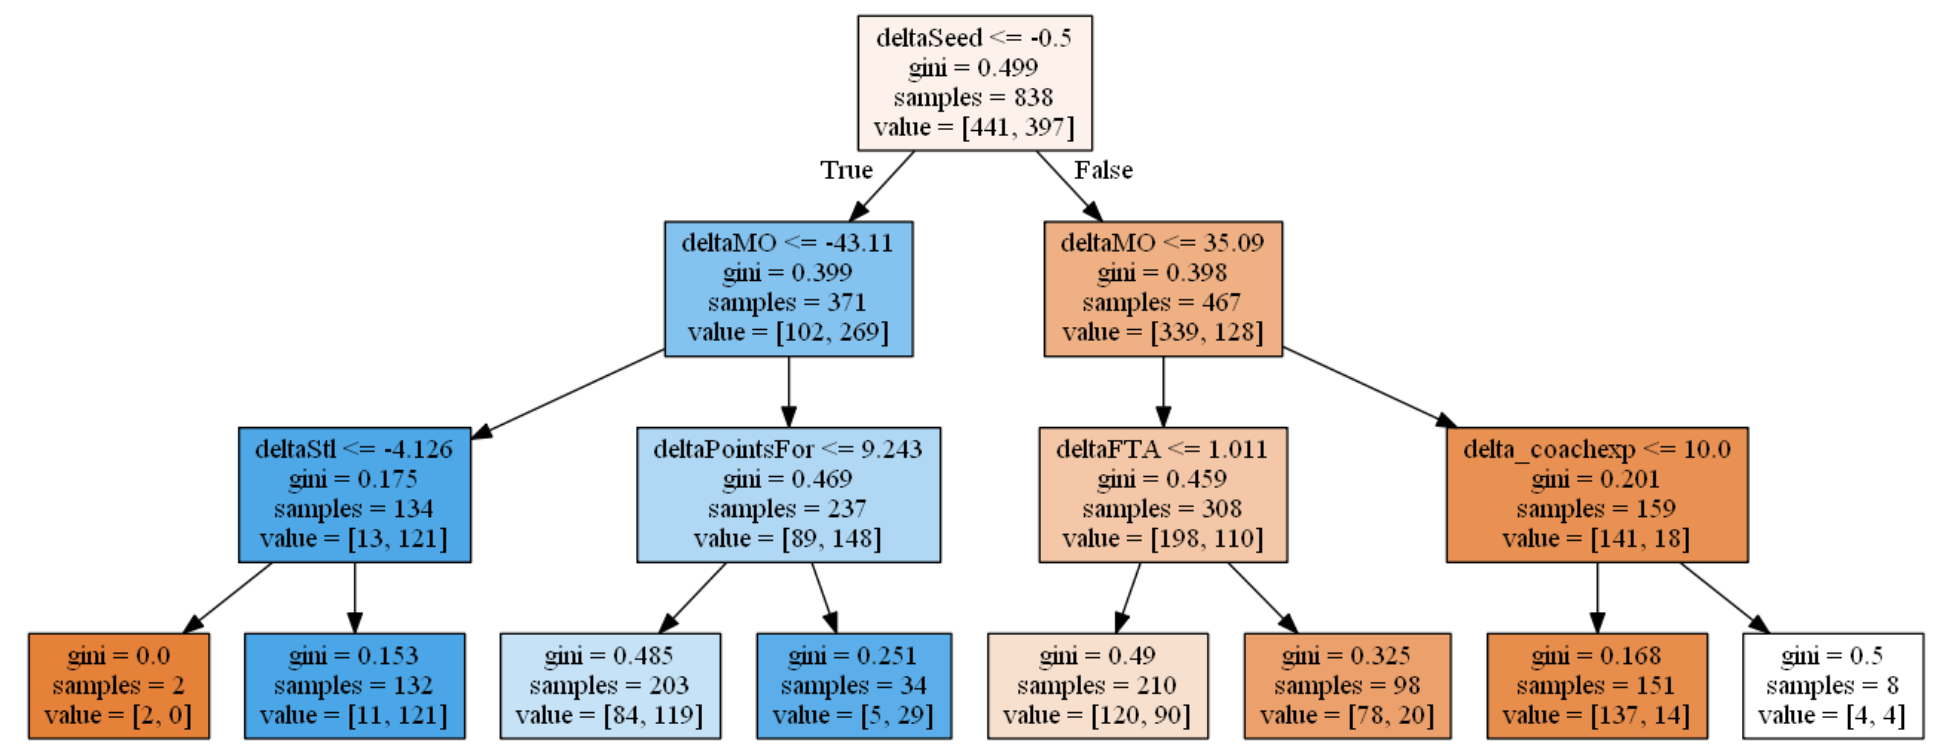 deltaSeed <= -0.5
gini = 0.499
samples = 838
value = [441, 397]
True
False
deltaMO <= -43.11
gini = 0.399
samples = 371
value = [102, 269]
deltaMO <= 35.09
gini = 0.398
samples = 467
value = [339, 128]
deltaStl <= -4.126
gini = 0.175
samples = 134
value = [13, 121]
deltaPointsFor <= 9.243
gini = 0.469
samples = 237
value = [89, 148]
deltaFTA <= 1.011
gini = 0.459
samples = 308
value = [198, 110]
delta_coachexp <= 10.0
gini = 0.201
samples = 159
value = [141, 18]
gini = 0.0
samples = 2
value = [2, 0]
gini = 0.153
samples = 132
value = [11, 121]
gini = 0.485
samples = 203
value = [84, 119]
gini = 0.251
samples = 34
value = [5, 29]
gini = 0.49
samples = 210
value = [120, 90]
gini = 0.325
samples = 98
value = [78, 20]
gini = 0.168
samples = 151
value = [137, 14]
gini = 0.5
samples = 8
value = [4, 4]